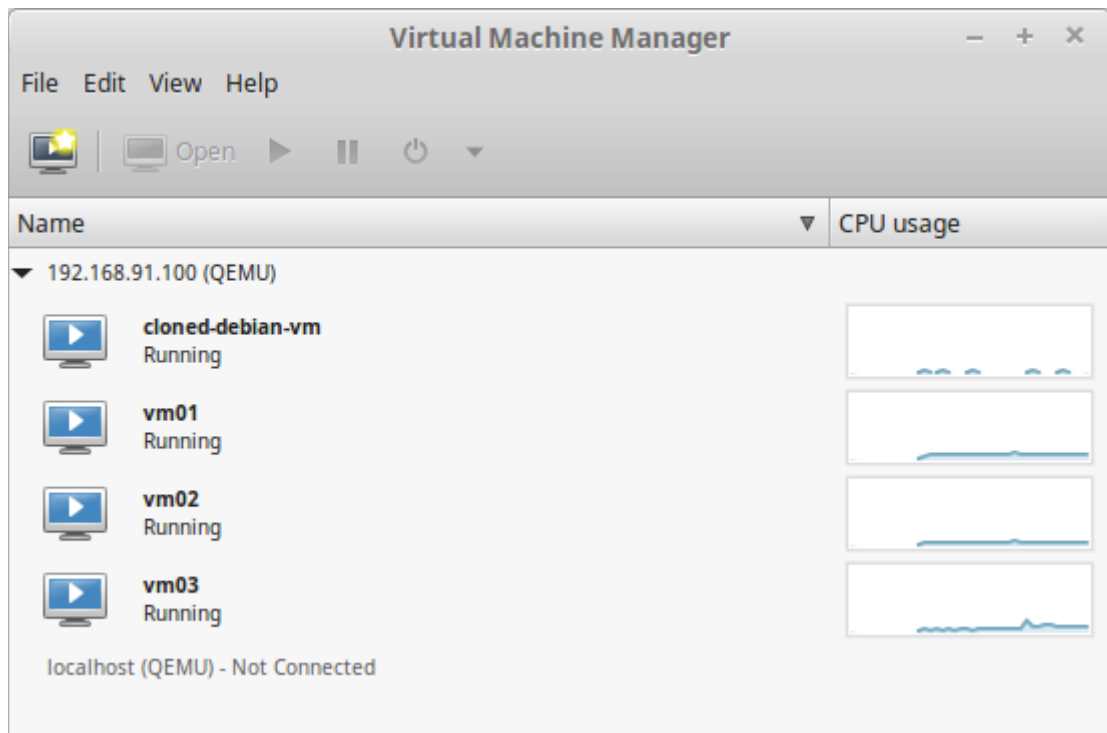 Virtual Machine Manager
File Edit View Help
Open
Name CPU usage
192.168.91.100 (QEMU)
cloned-debian-vm
Running
vm01
Running
vm02
Running
vm03
Running
localhost (QEMU) - Not Connected